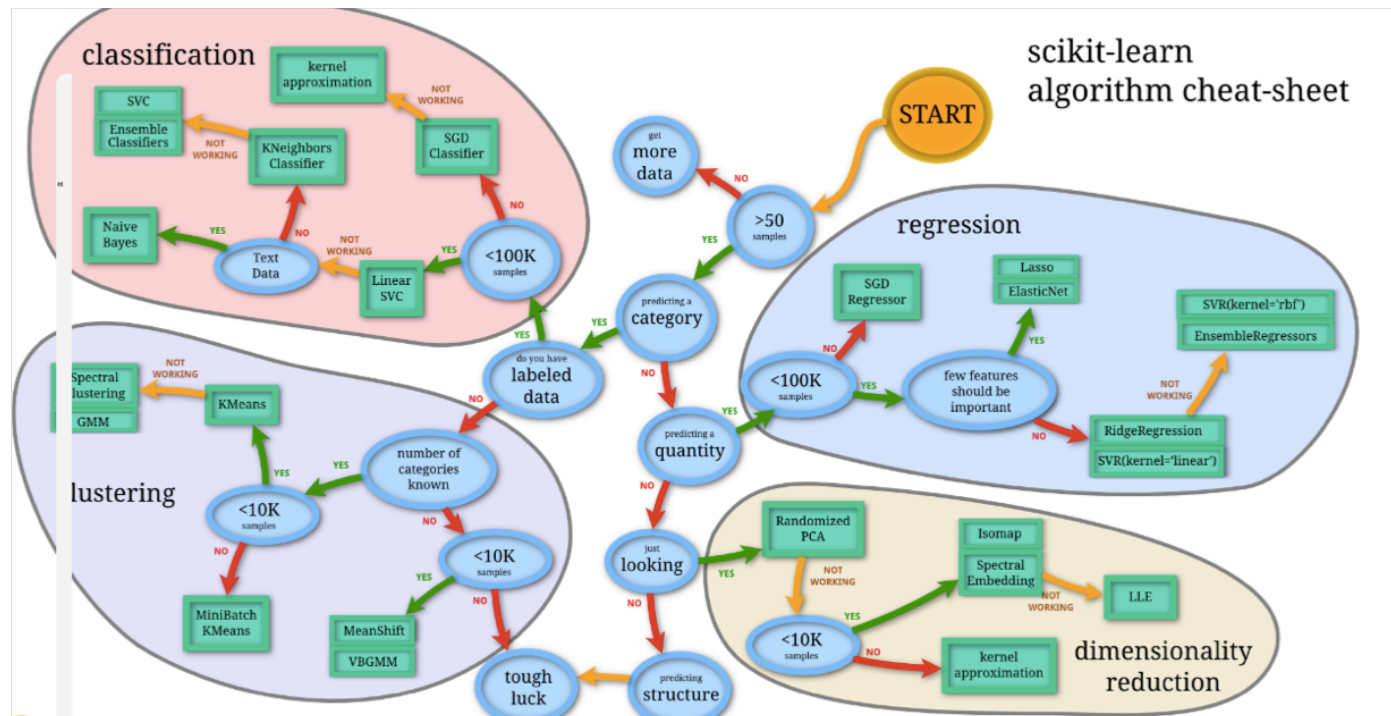 scikit-learn
algorithm cheat-sheet
classification
kernel
approximation
NOT
WORKING
SVC
Ensemble
Classifiers
NOT
WORKING
KNeighbors
Classifier
SGD
Classifier
NO
Naive
Bayes
YES
NO
Text
Data
NOT
WORKING
Linear
SVC
YES
<100K
samples
YES
START
get
more
data
NO
>50
samples
YES
predicting a
category
YES
NO
do you have
labeled
data
NO
predicting a
quantity
YES
NO
just
looking
YES
NO
predicting
structure
tough
luck
regression
SGD
Regressor
NO
<100K
samples
YES
Lasso
ElasticNet
YES
few features
should be
important
NO
SVR(kernel='rbf')
EnsembleRegressors
NOT
WORKING
RidgeRegression
SVR(kernel='linear')
«
lustering
Spectral
lustering
GMM
NOT
WORKING
KMeans
YES
<10K
samples
NO
MiniBatch
KMeans
YES
number of
categories
known
NO
<10K
samples
YES
NO
MeanShift
VBGMM
dimensionality
reduction
Randomized
PCA
NOT
WORKING
<10K
samples
YES
NO
Isomap
Spectral
Embedding
NOT
WORKING
LLE
kernel
approximation